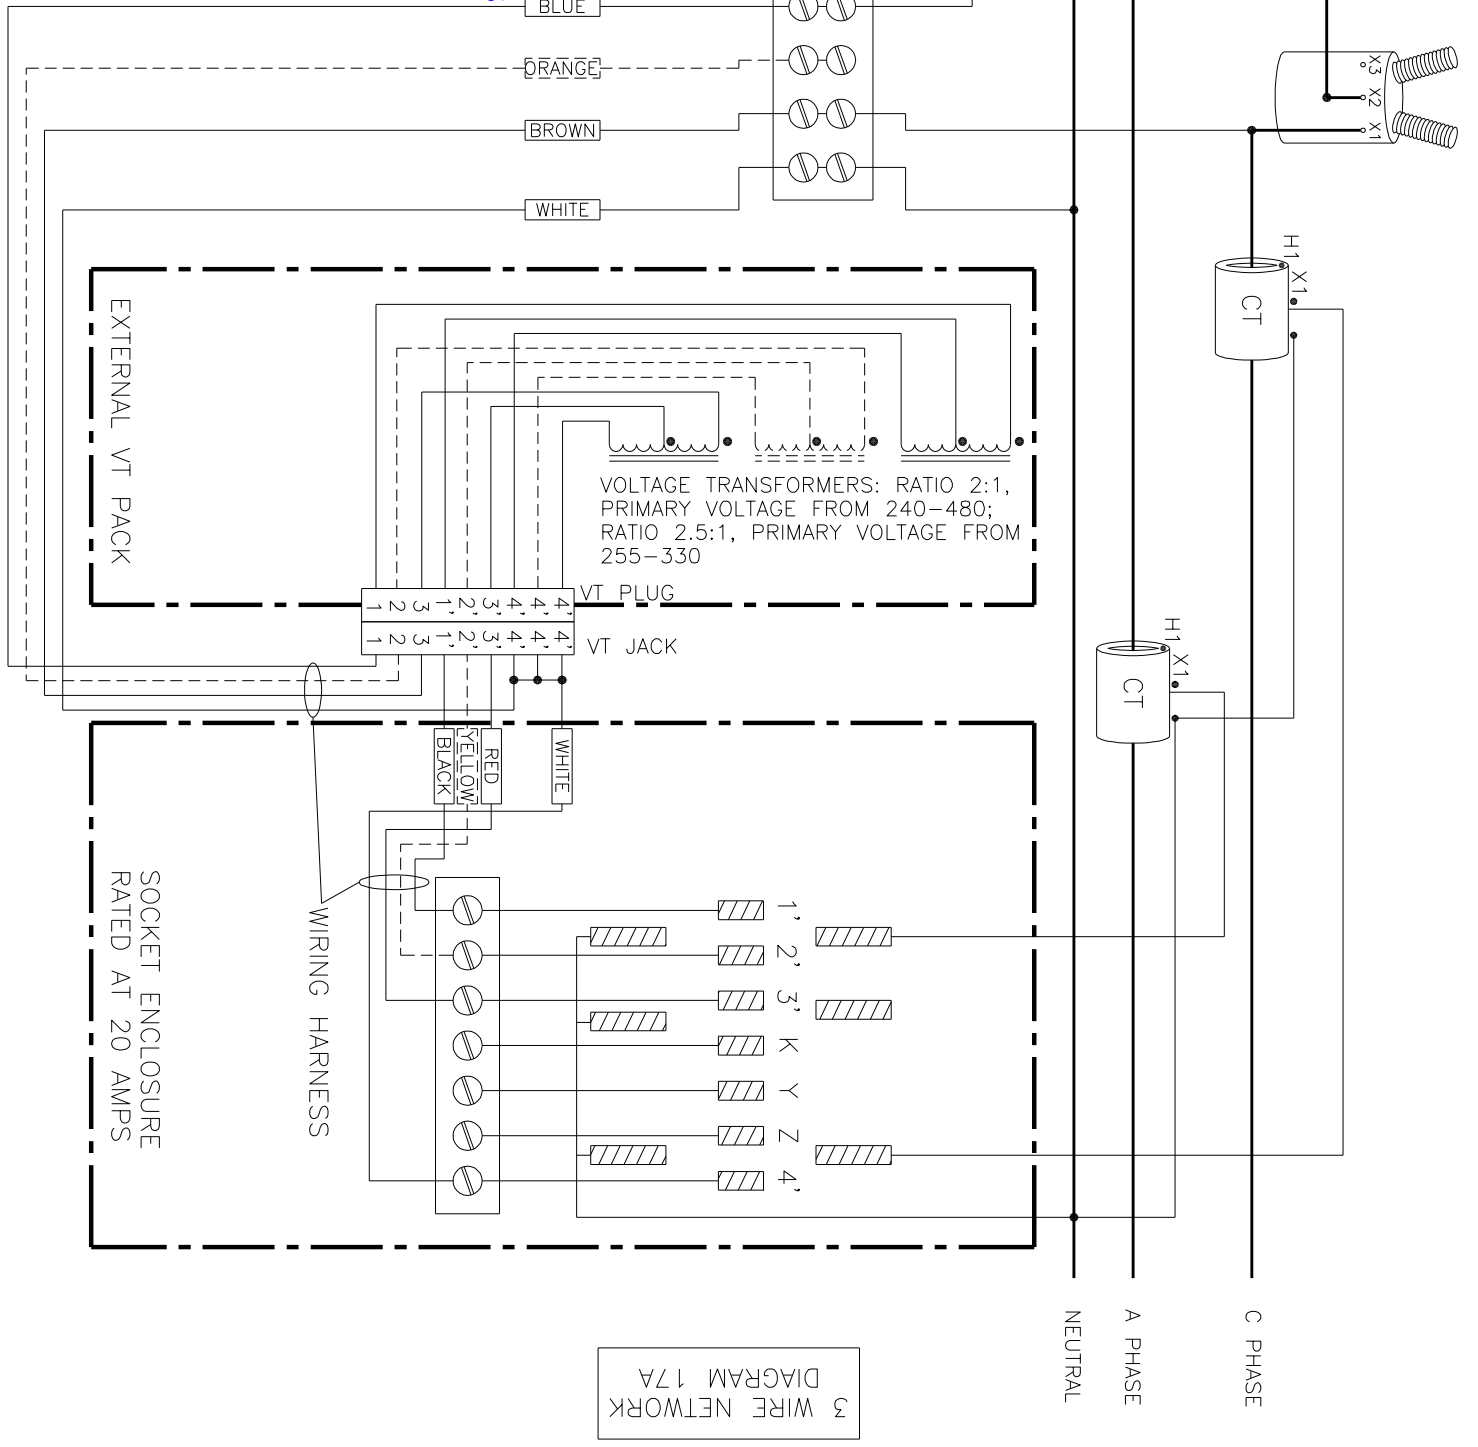 BLUE
ORANGE
BROWN
WHITE
X3
X2
X1
H1
X1
CT
EXTERNAL VT PACK
VOLTAGE TRANSFORMERS: RATIO 2:1,
PRIMARY VOLTAGE FROM 240-480;
RATIO 2.5:1, PRIMARY VOLTAGE FROM
255-330
VT PLUG
1 2 3 1' 2' 3' 4' 4' 4'
1 2 3 1' 2' 3' 4' 4' 4'
VT JACK
H1
X1
CT
BLACK
YELLOW
RED
WHITE
SOCKET ENCLOSURE
RATED AT 20 AMPS
WIRING HARNESS
1'
2'
3'
K
Y
Z
4'
NEUTRAL
A PHASE
C PHASE
3 WIRE NETWORK
DIAGRAM 17A